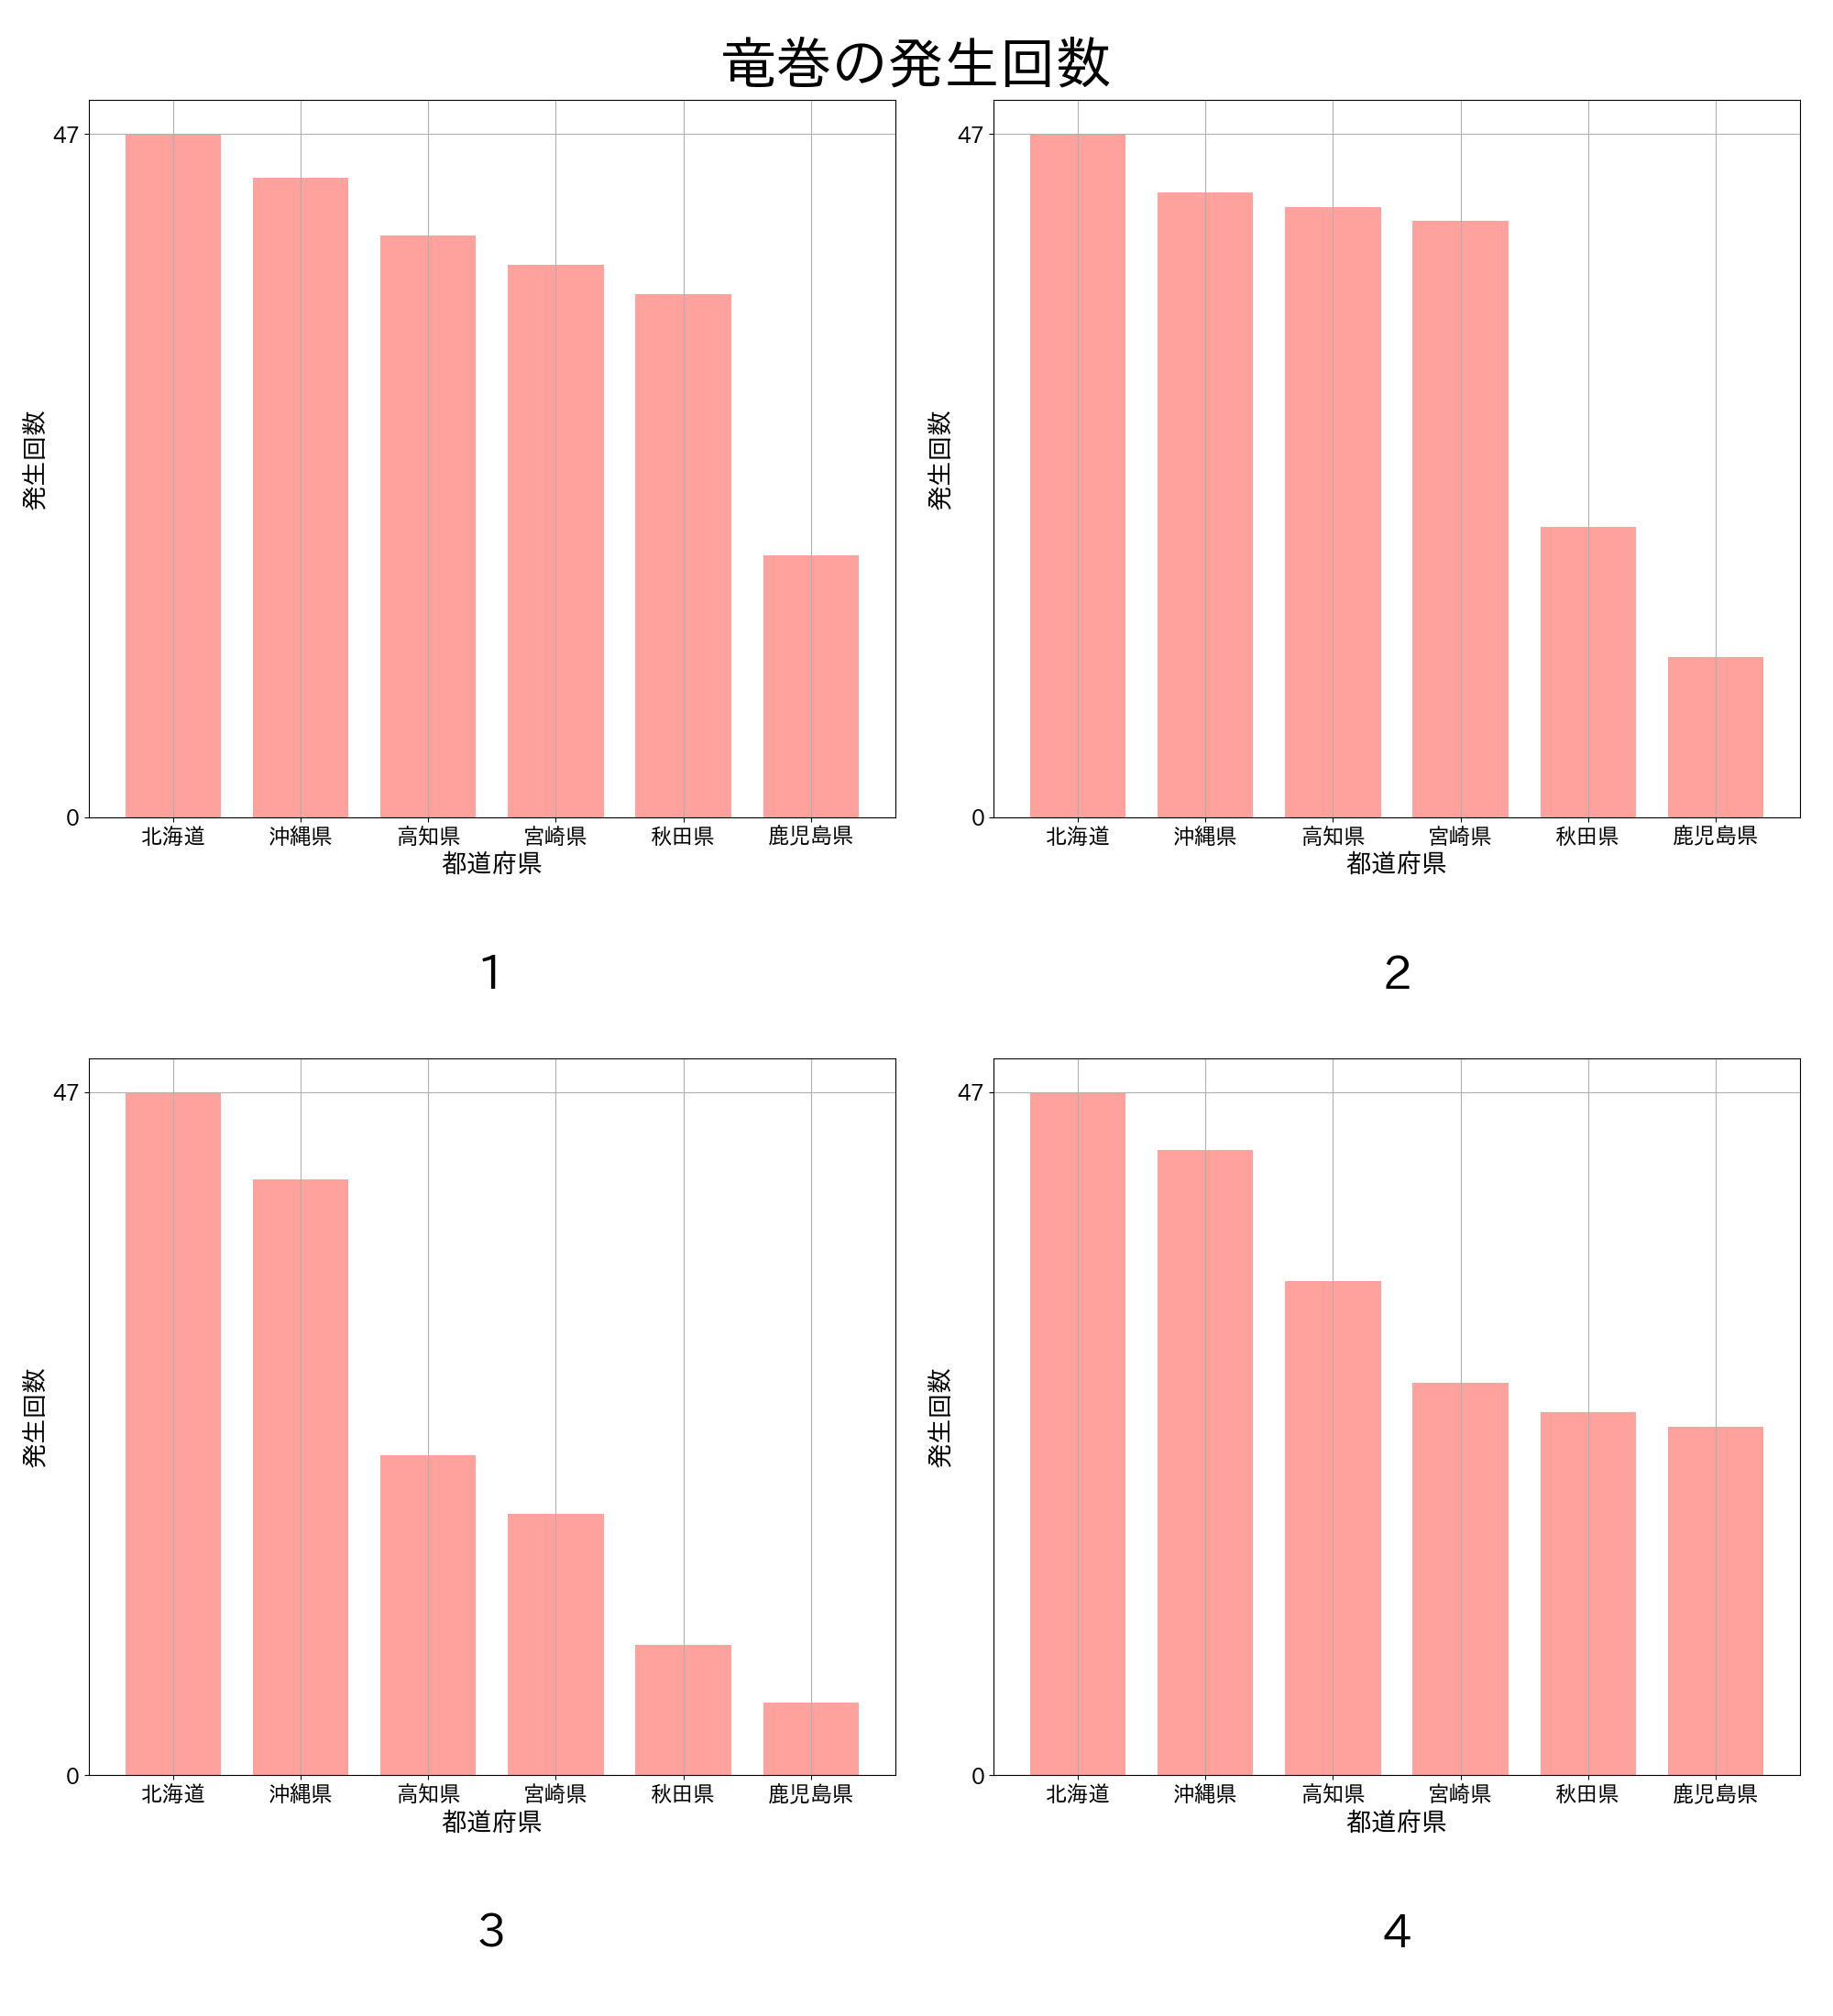 竜巻の発生回数
47
0
発生回数
北海道 沖縄県 高知県 宮崎県 秋田県 鹿児島県
都道府県
1
47
0
発生回数
北海道 沖縄県 高知県 宮崎県 秋田県 鹿児島県
都道府県
2
47
0
発生回数
北海道 沖縄県 高知県 宮崎県 秋田県 鹿児島県
都道府県
3
47
0
発生回数
北海道 沖縄県 高知県 宮崎県 秋田県 鹿児島県
都道府県
4